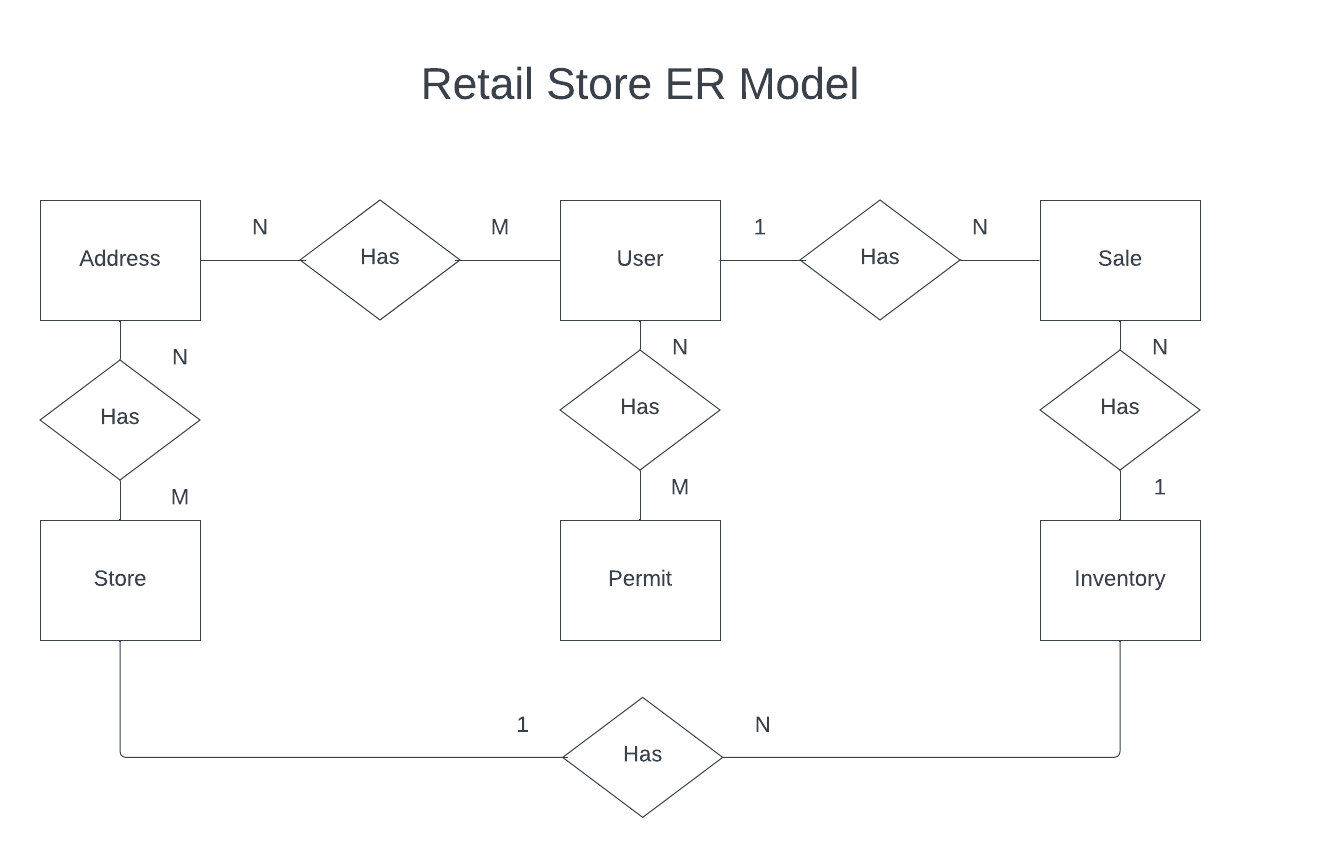 Retail Store ER Model
N
M
1
N
Address
Has
User
Has
Sale
N
N
N
Has
Has
Has
M
M
1
Store
Permit
Inventory
1
N
Has